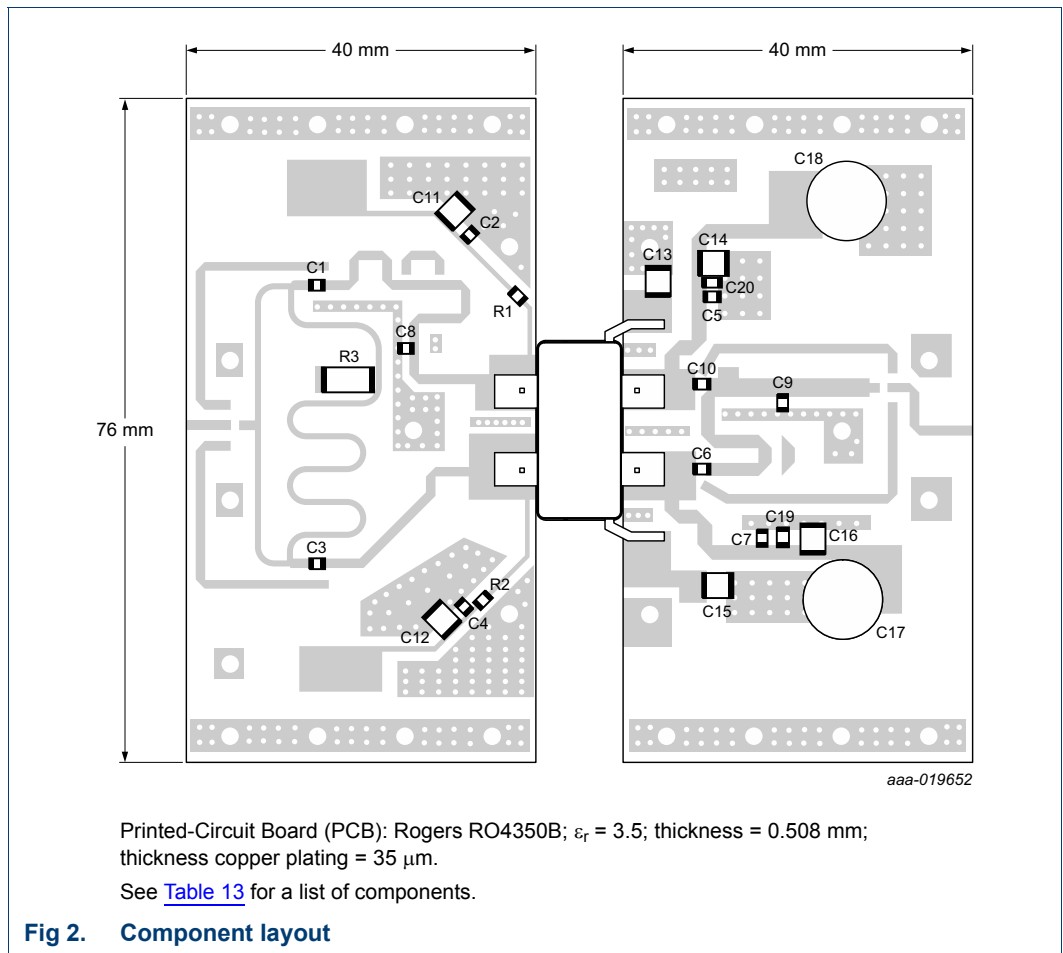 40 mm
40 mm
C18
C11
C2
C14
C13
C1
C20
R1
C5
C8
R3
C10
C9
76 mm
C6
C19
C7
C16
C3
R2
C15
C4
C12
C17
aaa-019652
Printed-Circuit Board (PCB): Rogers RO4350B; εr = 3.5; thickness = 0.508 mm;
thickness copper plating = 35 μm.
See Table 13 for a list of components.
Fig 2. Component layout